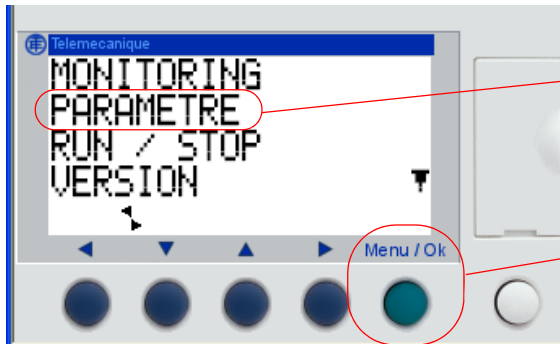 Telemecanique
MONITORING
PARAMETRE
RUN / STOP
VERSION
Menu / Ok